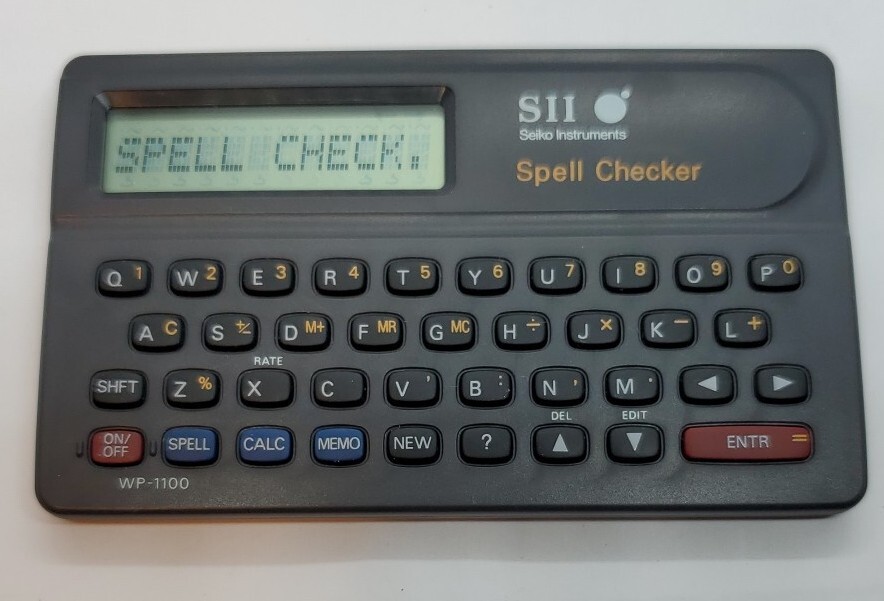 SII
Seiko Instruments
SPELL CHECK.
Spell Checker
Q 1 W 2 E 3 R 4 T 5 Y 6 U 7 I 8 O 9 P 0
A C S +/- D M+ F MR G MC H ÷ J × K − L +
RATE
SHFT Z % X C V ' B : N , M . ◀ ▶
DEL EDIT
ON/OFF SPELL CALC MEMO NEW ? ▲ ▼ ENTR =
WP-1100